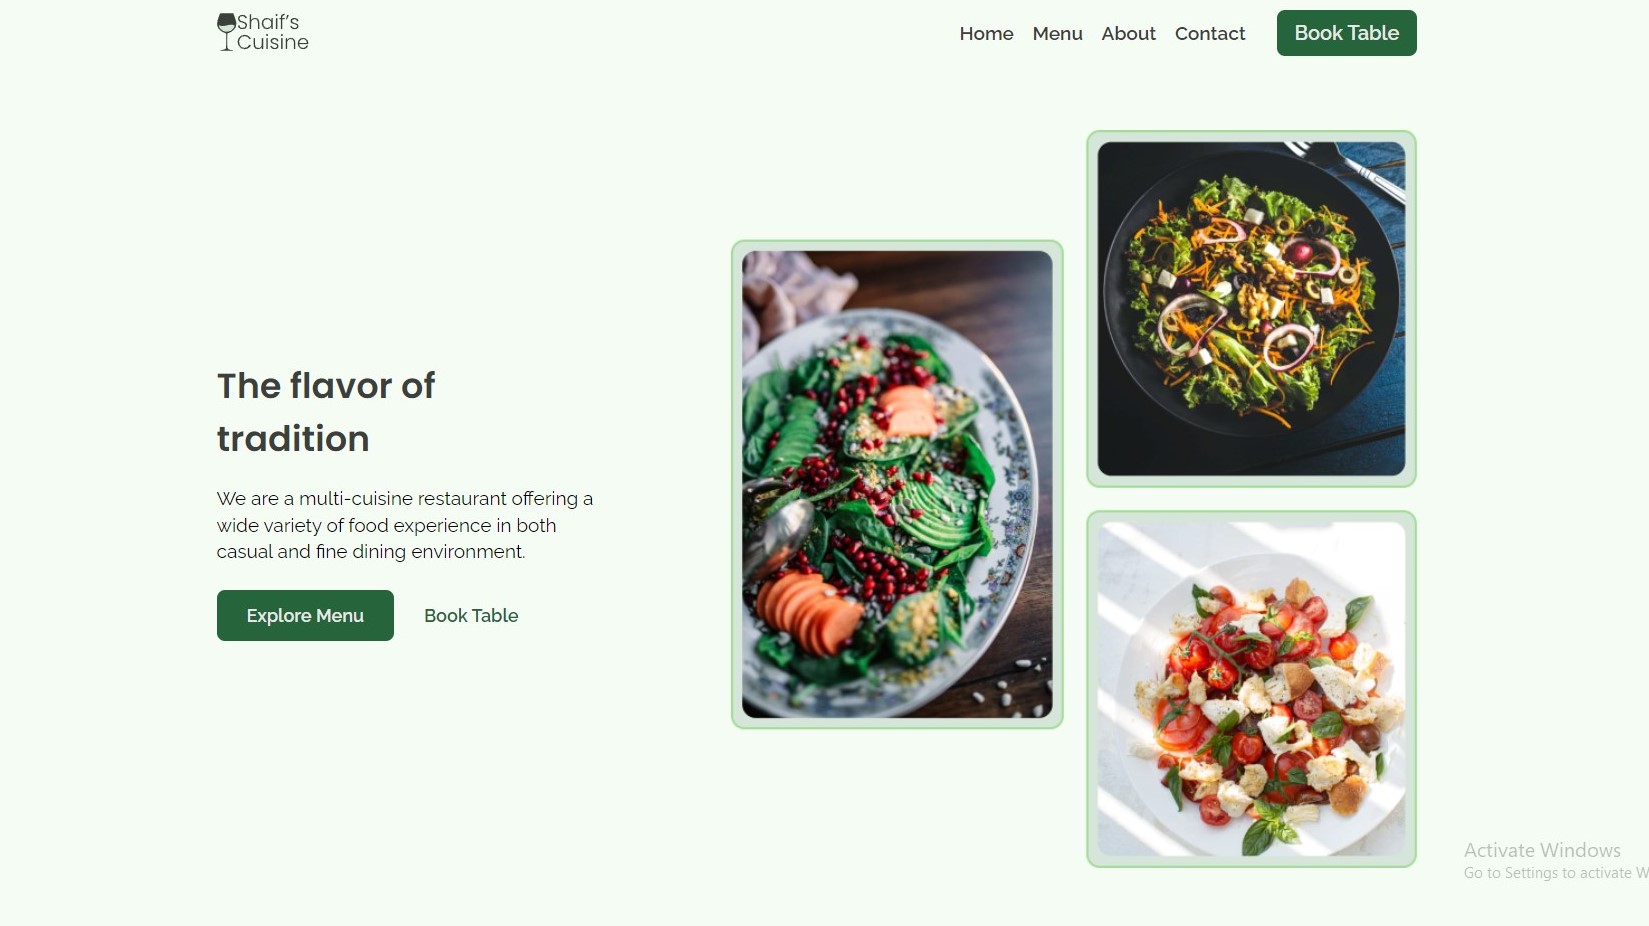 Shaif's
Cuisine
Home Menu About Contact Book Table
The flavor of
tradition
We are a multi-cuisine restaurant offering a
wide variety of food experience in both
casual and fine dining environment.
Explore Menu Book Table
Activate Windows
Go to Settings to activate W